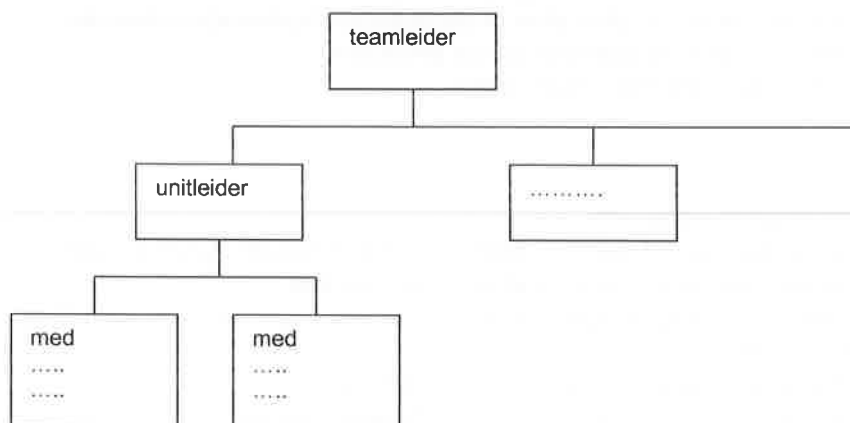 teamleider
unitleider
……….
med
…..
…..
med
…..
…..